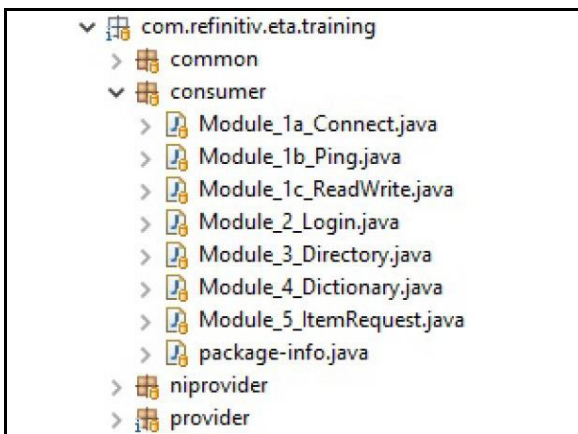 com.refinitiv.eta.training
common
consumer
Module_1a_Connect.java
Module_1b_Ping.java
Module_1c_ReadWrite.java
Module_2_Login.java
Module_3_Directory.java
Module_4_Dictionary.java
Module_5_ItemRequest.java
package-info.java
niprovider
provider